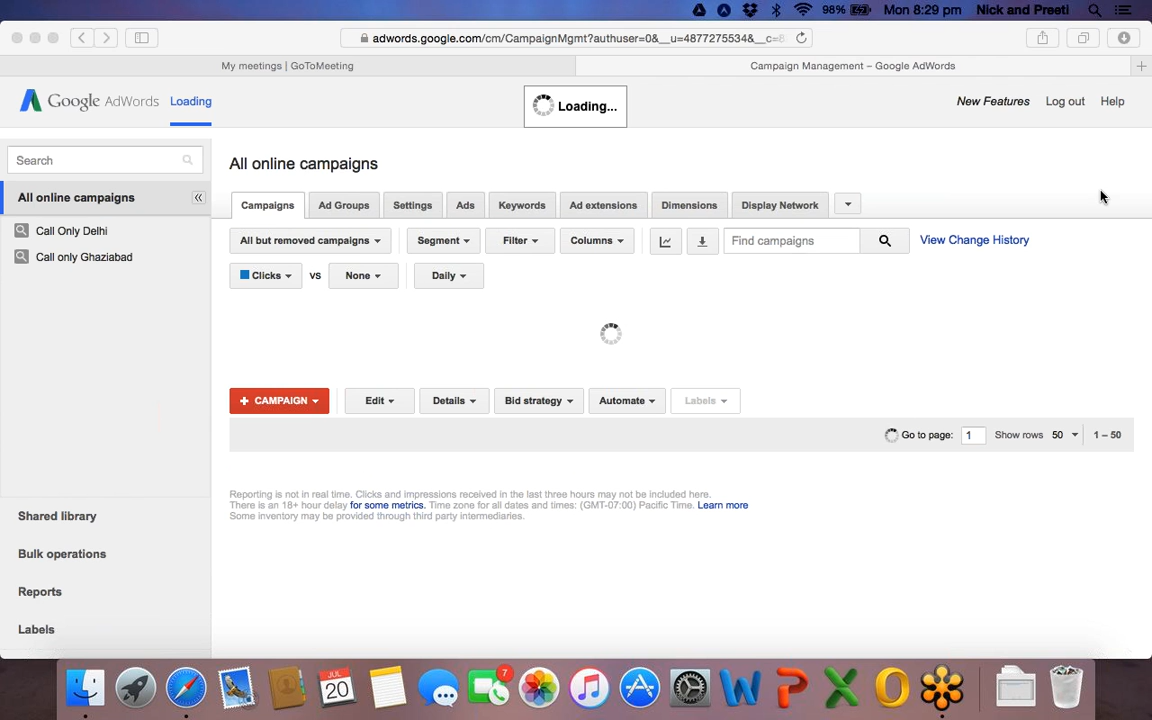 98%
Mon 8:29 pm
Nick and Preeti
adwords.google.com/cm/CampaignMgmt?authuser=0&__u=4877275534&__c=8
My meetings | GoToMeeting
Campaign Management – Google AdWords
Google AdWords
Loading
Loading...
New Features
Log out
Help
Search
All online campaigns
Call Only Delhi
Call only Ghaziabad
Shared library
Bulk operations
Reports
Labels
All online campaigns
Campaigns
Ad Groups
Settings
Ads
Keywords
Ad extensions
Dimensions
Display Network
All but removed campaigns
Segment
Filter
Columns
Find campaigns
View Change History
Clicks
VS
None
Daily
+ CAMPAIGN
Edit
Details
Bid strategy
Automate
Labels
Go to page: 1
Show rows 50
1 – 50
Reporting is not in real time. Clicks and impressions received in the last three hours may not be included here.
There is an 18+ hour delay for some metrics. Time zone for all dates and times: (GMT-07:00) Pacific Time. Learn more
Some inventory may be provided through third party intermediaries.
JUL
20
7